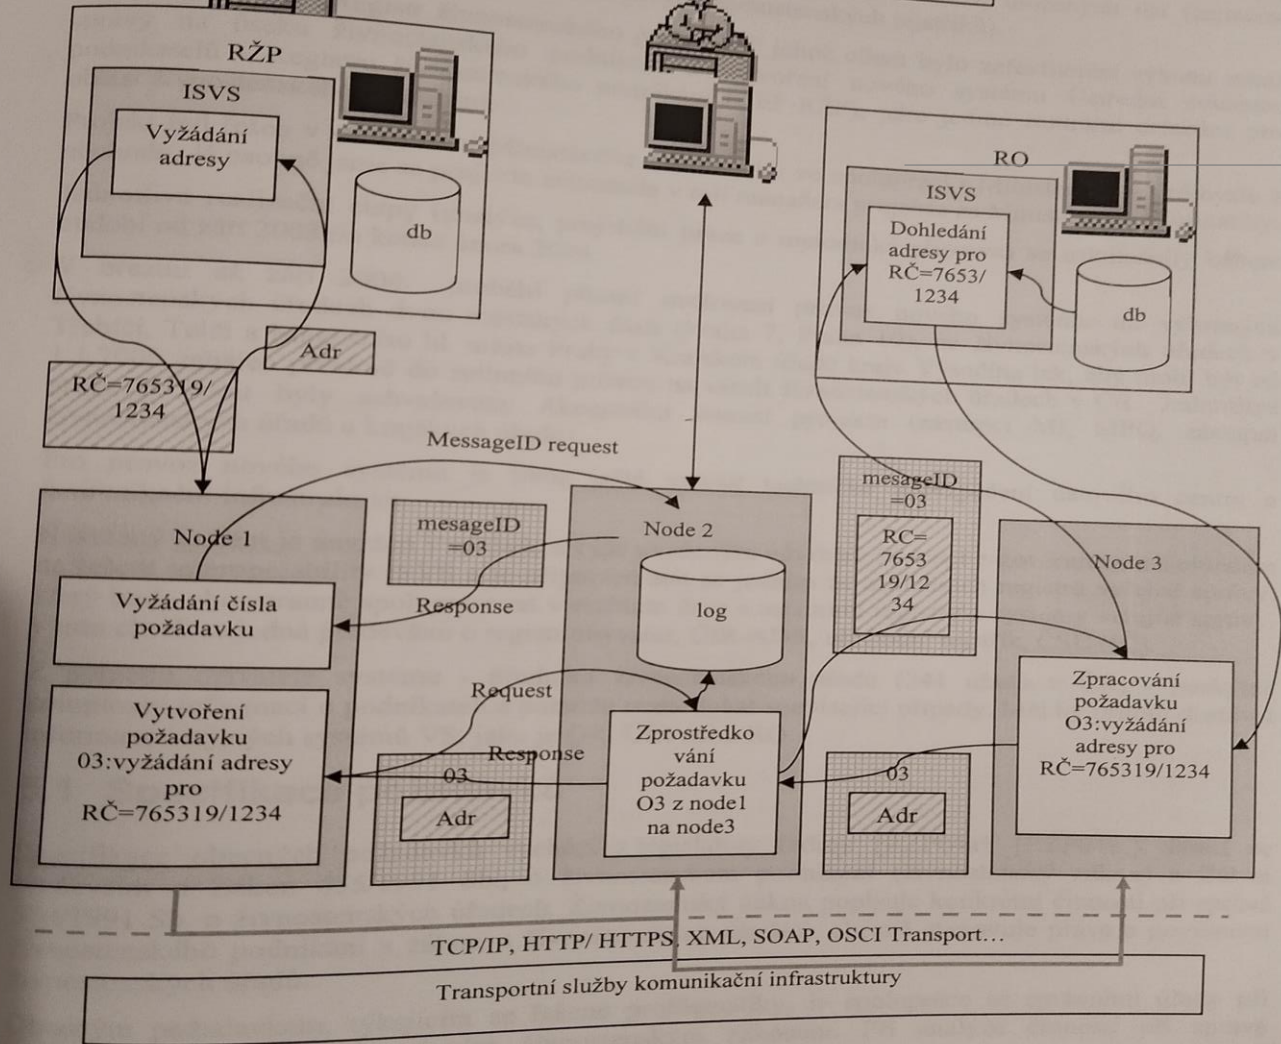 RŽP
ISVS
Vyžádání
adresy
db
RČ=765319/
1234
Adr
RO
ISVS
Dohledání
adresy pro
RČ=7653/
1234
db
MessageID request
Node 1
Vyžádání čísla
požadavku
Vytvoření
požadavku
03:vyžádání adresy
pro
RČ=765319/1234
mesageID
=03
Response
Request
Response
03
Adr
Node 2
log
Zprostředko
vání
požadavku
O3 z node1
na node3
mesageID
=03
RC=
7653
19/12
34
03
Adr
Node 3
Zpracování
požadavku
O3:vyžádání
adresy pro
RČ=765319/1234
TCP/IP, HTTP/ HTTPS, XML, SOAP, OSCI Transport...
Transportní služby komunikační infrastruktury